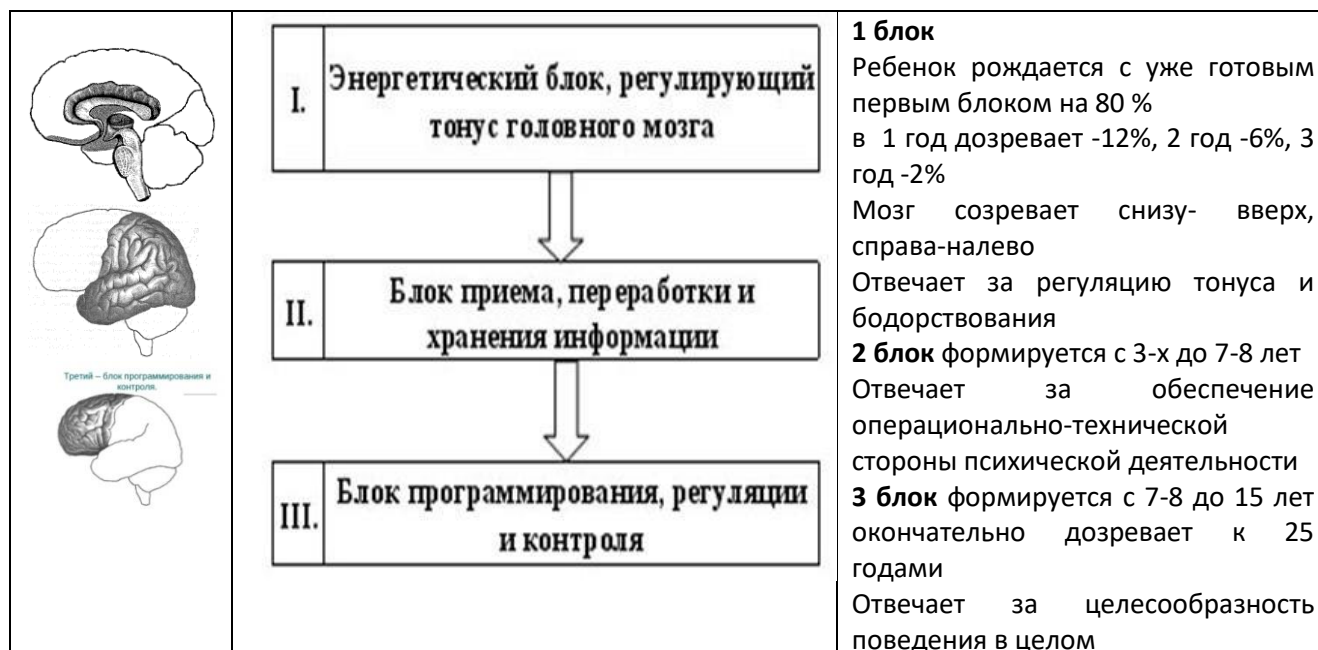 Третий – блок программирования и
контроля.
I.
Энергетический блок, регулирующий
тонус головного мозга
II.
Блок приема, переработки и
хранения информации
III.
Блок программирования, регуляции
и контроля
1 блок
Ребенок рождается с уже готовым
первым блоком на 80 %
в 1 год дозревает -12%, 2 год -6%, 3
год -2%
Мозг созревает снизу- вверх,
справа-налево
Отвечает за регуляцию тонуса и
бодорствования
2 блок формируется с 3-х до 7-8 лет
Отвечает за обеспечение
операционально-технической
стороны психической деятельности
3 блок формируется с 7-8 до 15 лет
окончательно дозревает к 25
годами
Отвечает за целесообразность
поведения в целом